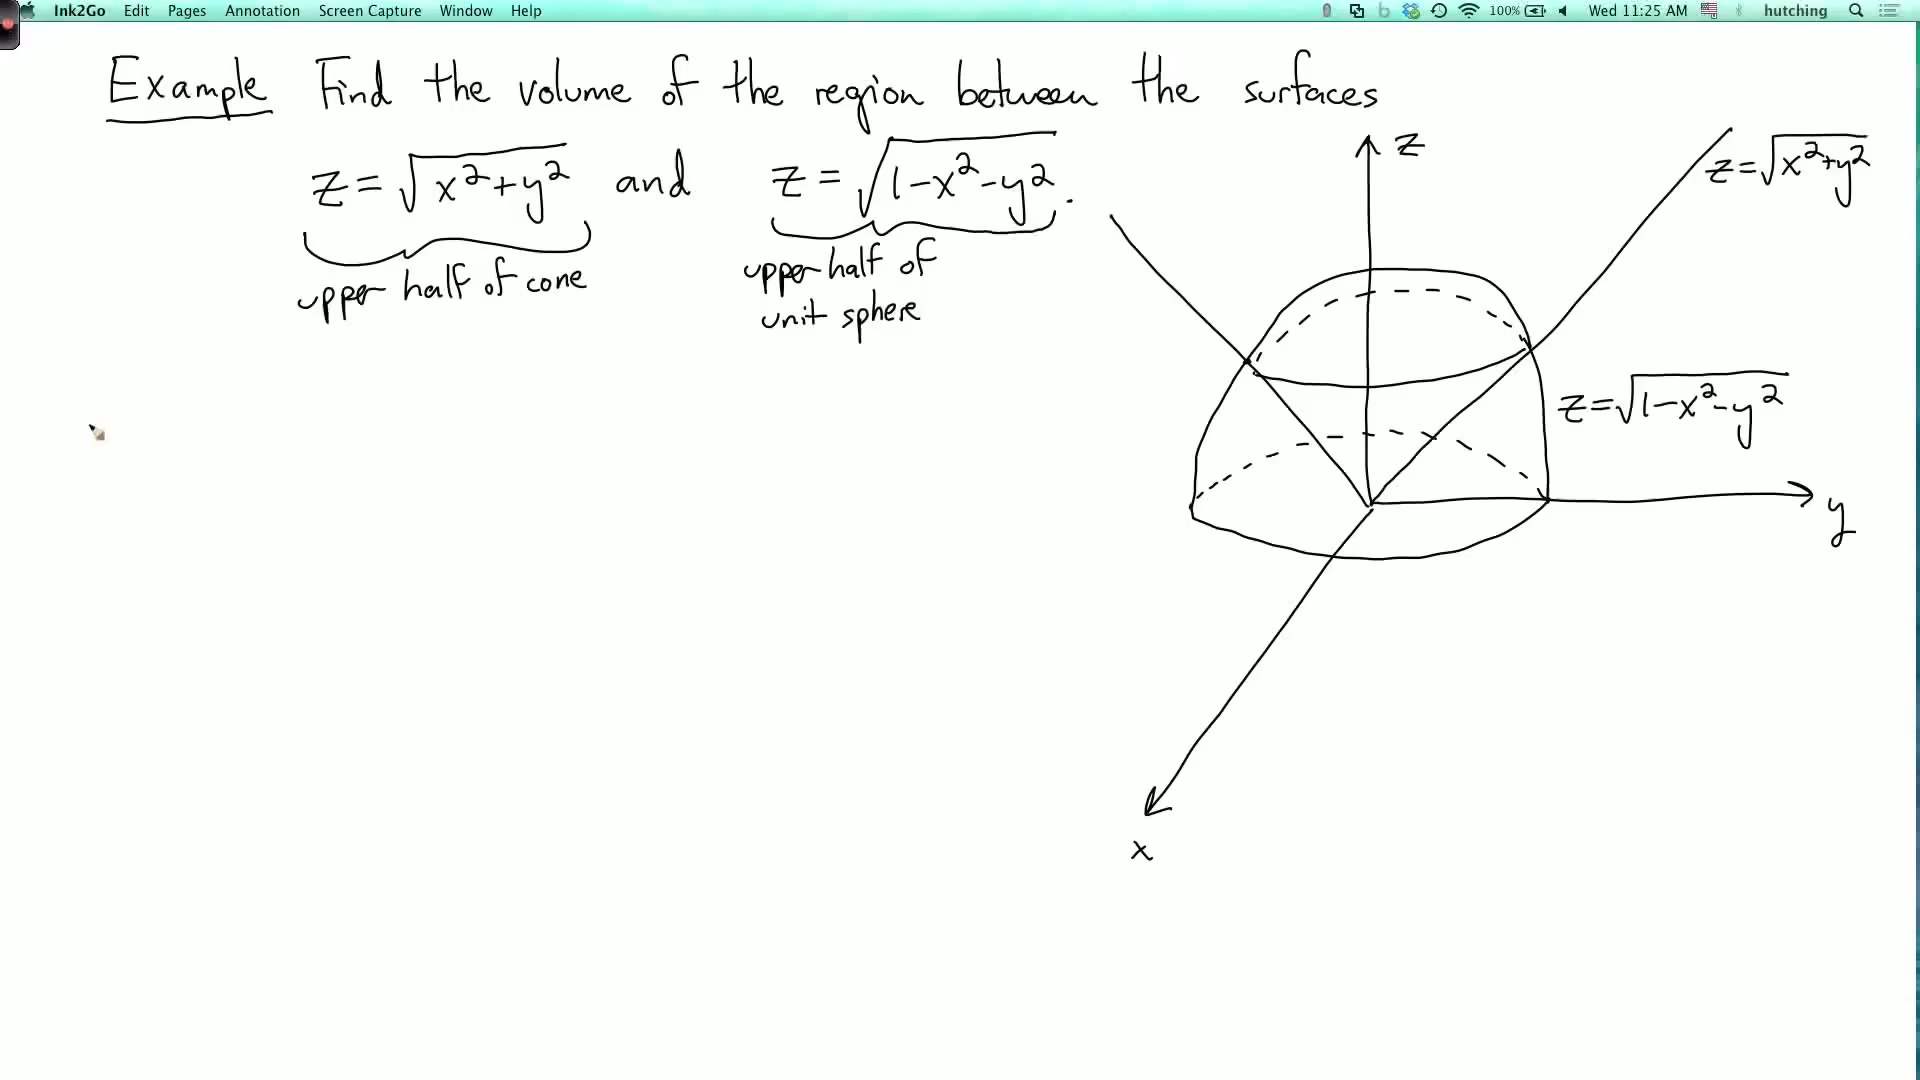 Ink2Go Edit Pages Annotation Screen Capture Window Help 100% Wed 11:25 AM hutching
Example Find the volume of the region between the surfaces
z = √(x²+y²) and z = √(1-x²-y²).
upper half of cone
upper half of
unit sphere
z
z=√(x²+y²)
z=√(1-x²-y²)
y
x